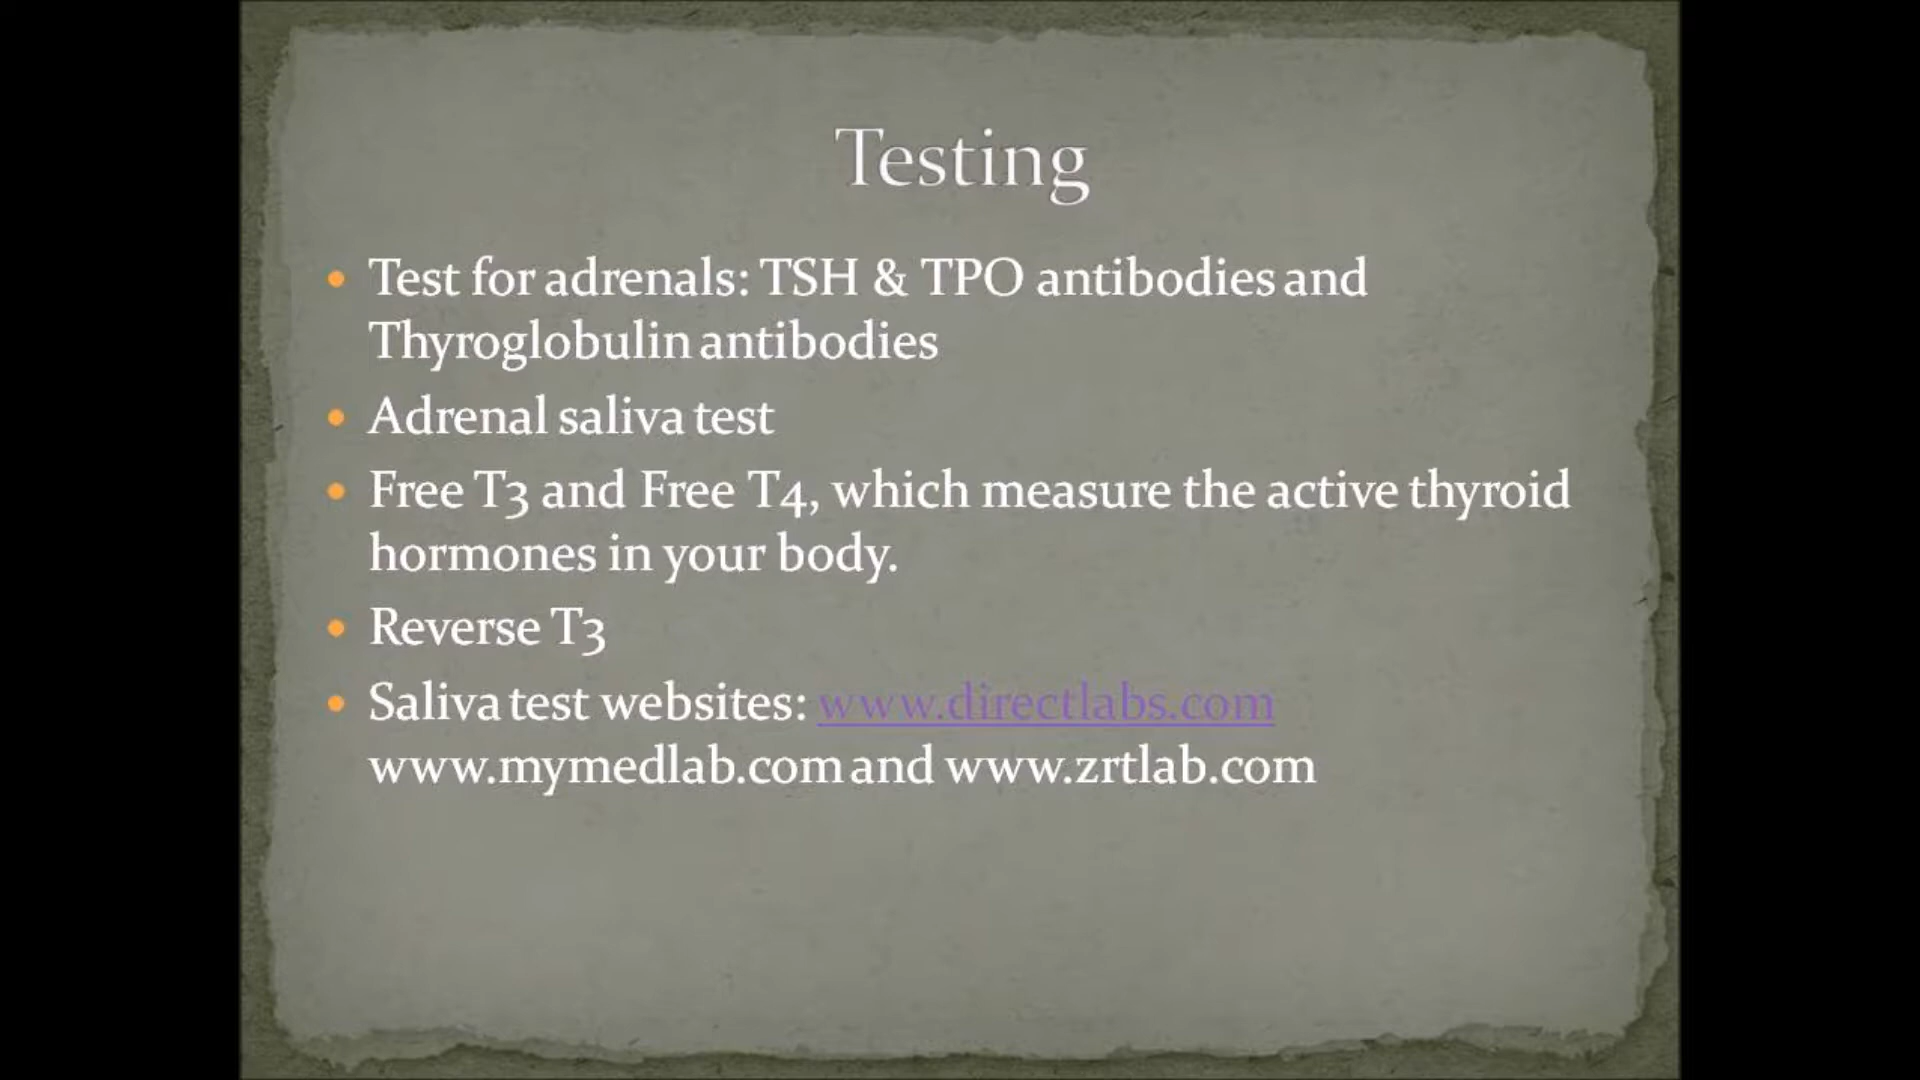 Testing
• Test for adrenals: TSH & TPO antibodies and
Thyroglobulin antibodies
• Adrenal saliva test
• Free T3 and Free T4, which measure the active thyroid
hormones in your body.
• Reverse T3
• Saliva test websites: www.directlabs.com
www.mymedlab.com and www.zrtlab.com